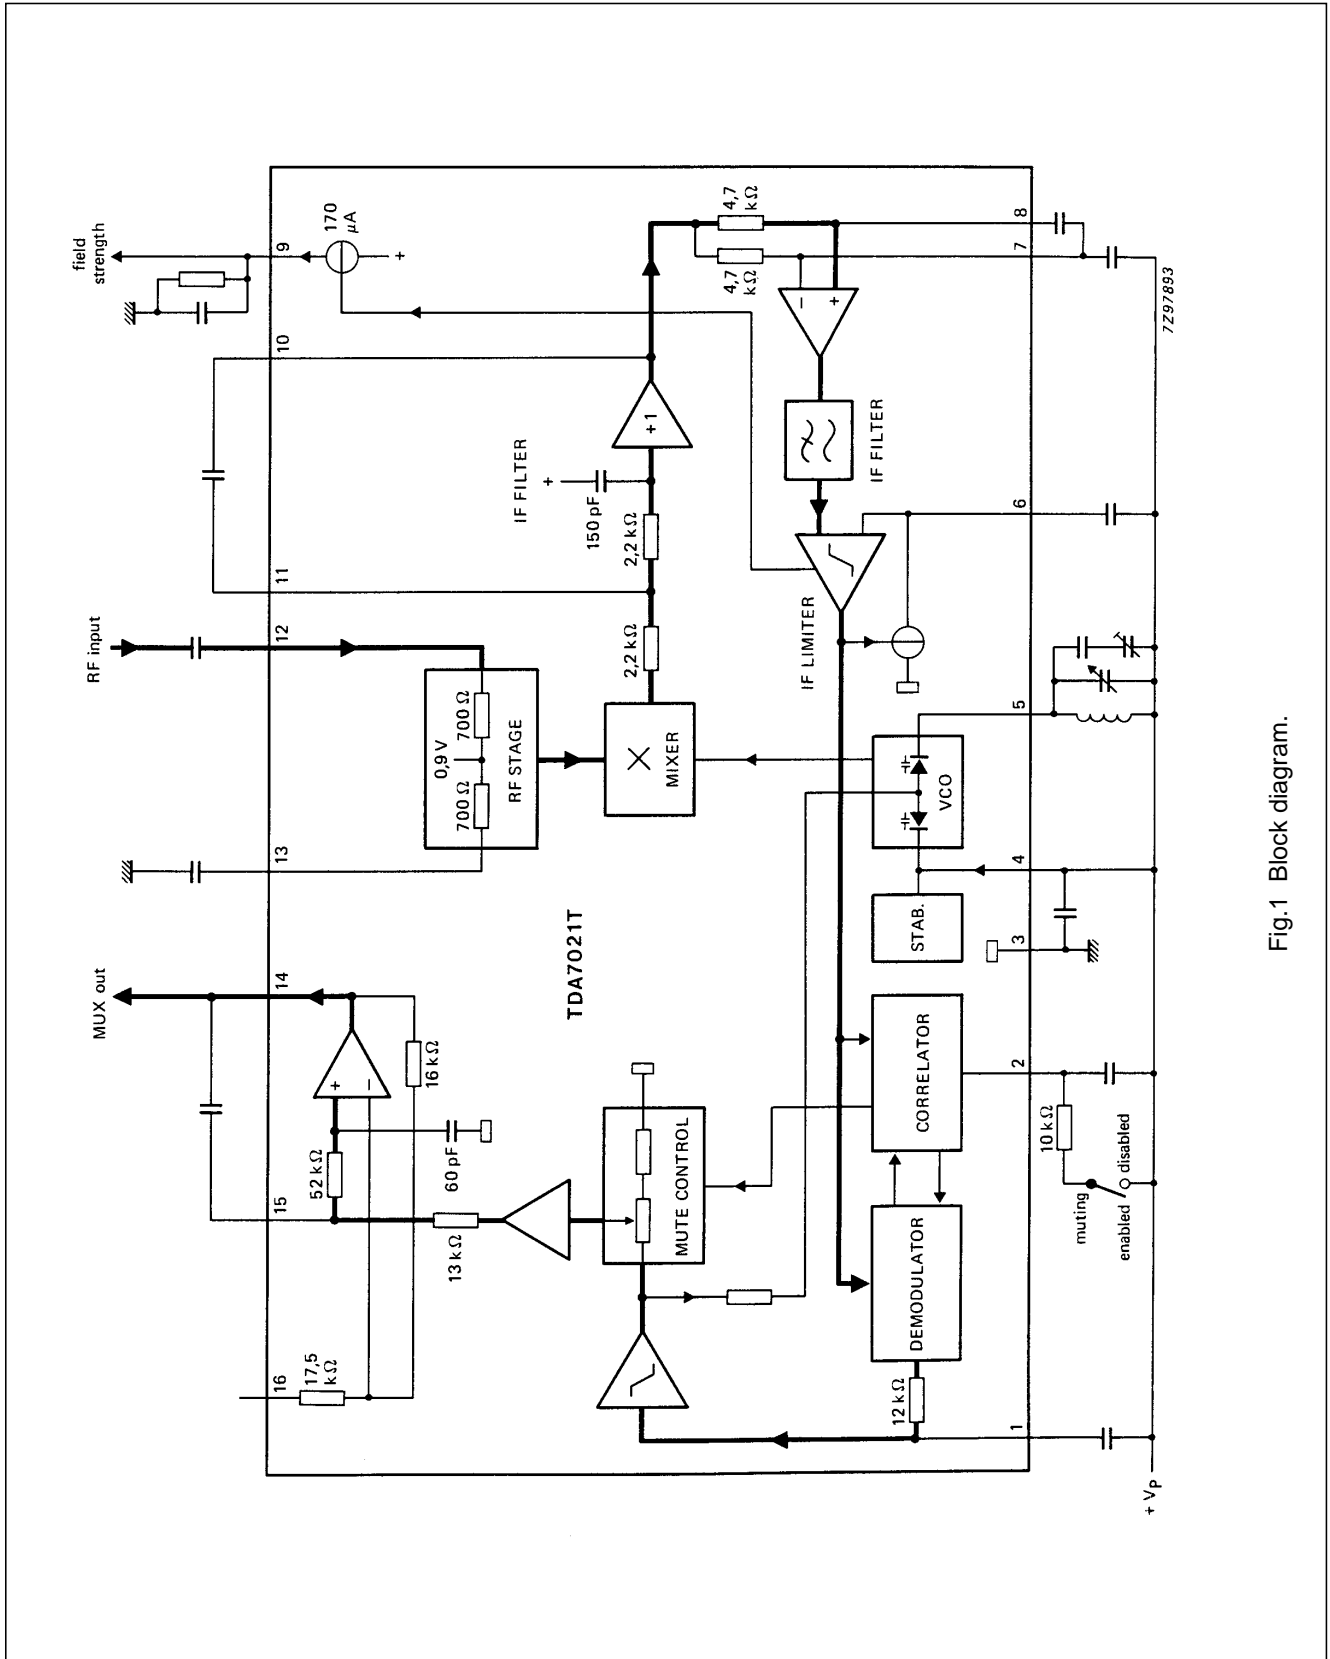 MUX out
RF input
field
strength
16
15
14
13
12
11
10
9
17,5
kΩ
52 kΩ
16 kΩ
+
−
60 pF
13 kΩ
0,9 V
700 Ω
700 Ω
RF STAGE
170
µA
+
TDA7021T
MUTE CONTROL
MIXER
2,2 kΩ
2,2 kΩ
150 pF
+
IF FILTER
+1
4,7
kΩ
4,7
kΩ
−
+
IF FILTER
IF LIMITER
12 kΩ
DEMODULATOR
CORRELATOR
STAB.
VCO
1
2
3
4
5
6
7
8
10 kΩ
muting
enabled
disabled
+ VP
7Z97893
Fig.1 Block diagram.